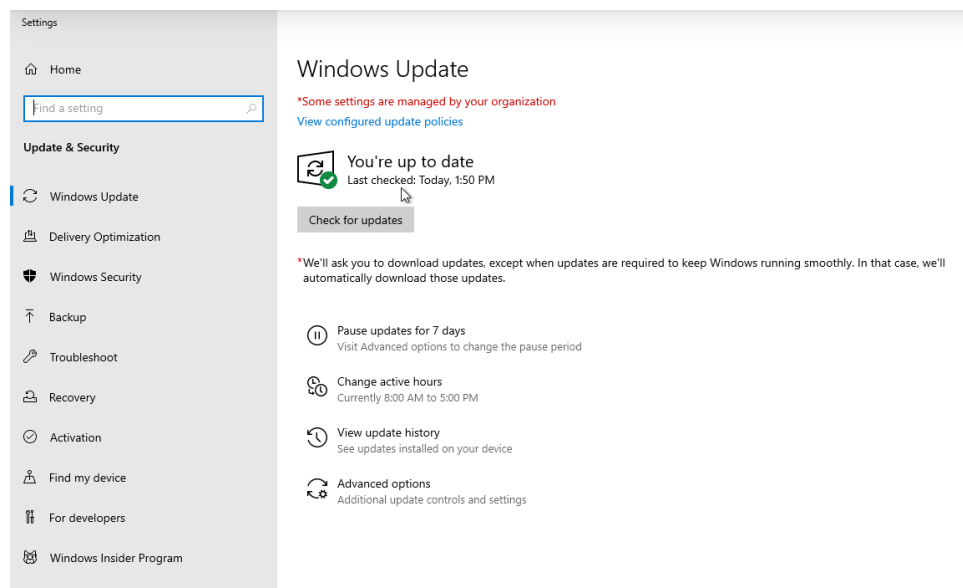 Settings
Home
Find a setting
Update & Security
Windows Update
Delivery Optimization
Windows Security
Backup
Troubleshoot
Recovery
Activation
Find my device
For developers
Windows Insider Program
Windows Update
*Some settings are managed by your organization
View configured update policies
You're up to date
Last checked: Today, 1:50 PM
Check for updates
*We'll ask you to download updates, except when updates are required to keep Windows running smoothly. In that case, we'll
automatically download those updates.
Pause updates for 7 days
Visit Advanced options to change the pause period
Change active hours
Currently 8:00 AM to 5:00 PM
View update history
See updates installed on your device
Advanced options
Additional update controls and settings